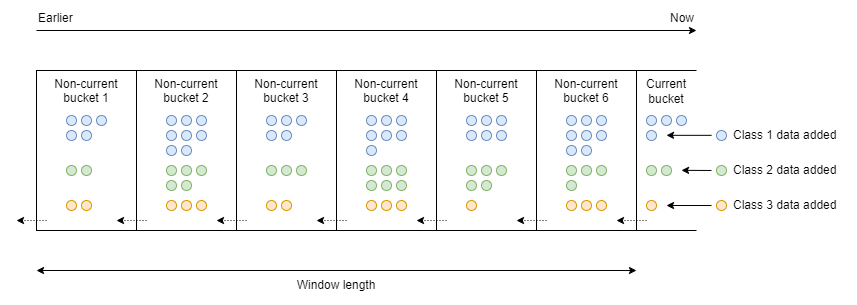 Earlier
Now
Non-current
bucket 1
Non-current
bucket 2
Non-current
bucket 3
Non-current
bucket 4
Non-current
bucket 5
Non-current
bucket 6
Current
bucket
Class 1 data added
Class 2 data added
Class 3 data added
Window length